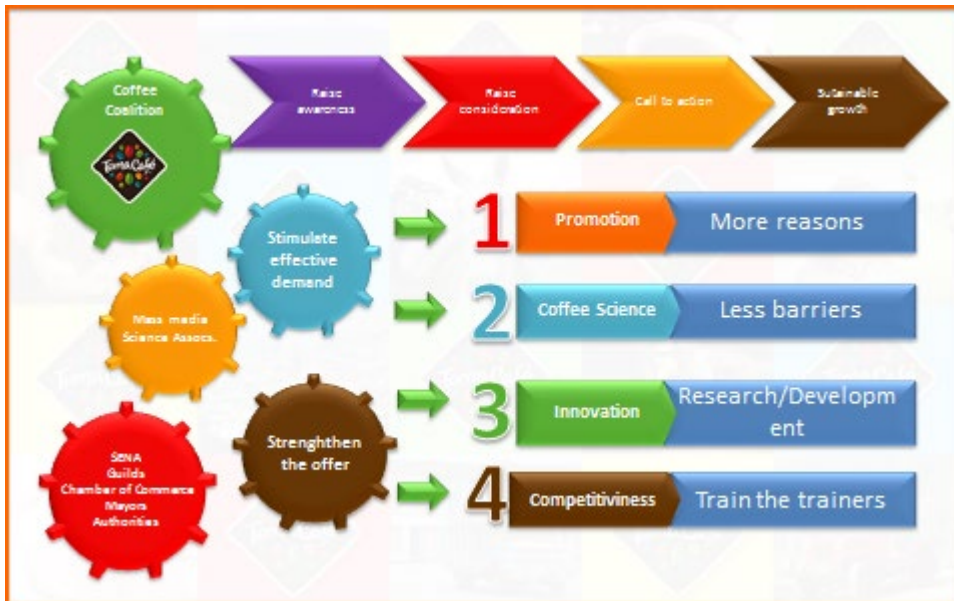 Coffee
Coalition
TomaCafé
Raise
awareness
Raise
consideration
Call to action
Sutainable
growth
Stimulate
effective
demand
1
Promotion
More reasons
2
Coffee Science
Less barriers
Mass media
Science Assocs.
3
Innovation
Research/Developm
ent
Strenghthen
the offer
SENA
Guilds
Chamber of Commerce
Mayors
Authorities
4
Competitiviness
Train the trainers